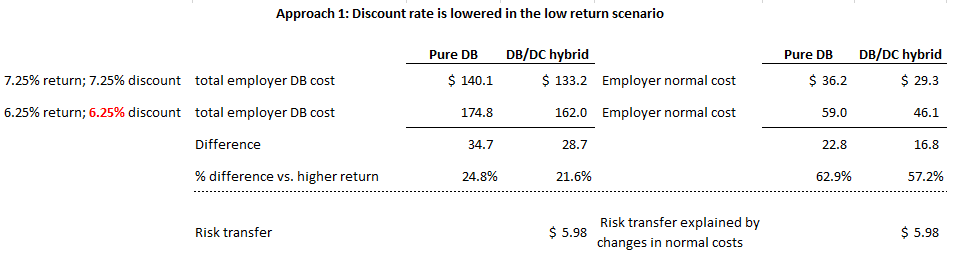 Approach 1: Discount rate is lowered in the low return scenario
Pure DB DB/DC hybrid Pure DB DB/DC hybrid
7.25% return; 7.25% discount total employer DB cost $ 140.1 $ 133.2 Employer normal cost $ 36.2 $ 29.3
6.25% return; 6.25% discount total employer DB cost 174.8 162.0 Employer normal cost 59.0 46.1
Difference 34.7 28.7 22.8 16.8
% difference vs. higher return 24.8% 21.6% 62.9% 57.2%
Risk transfer $ 5.98 Risk transfer explained by changes in normal costs $ 5.98